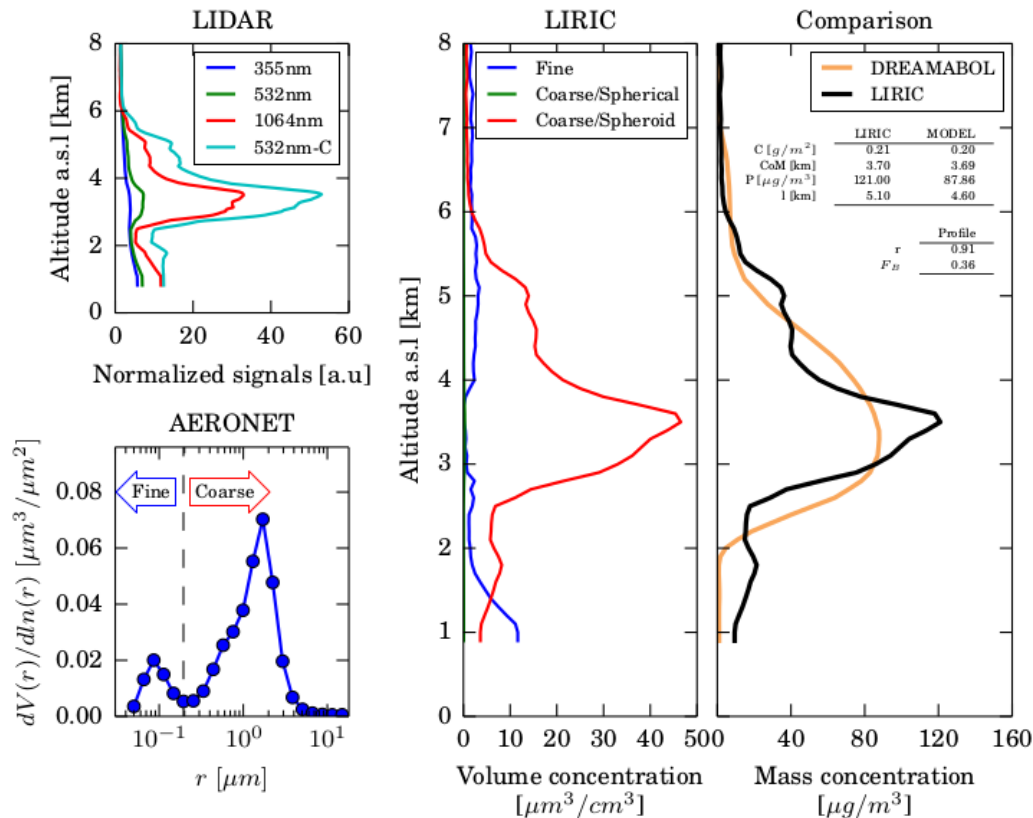 LIDAR
8
6
4
2
0
Altitude a.s.l [km]
355nm
532nm
1064nm
532nm-C
0 20 40 60
Normalized signals [a.u]
AERONET
dV(r)/dln(r) [μm³/μm²]
0.08
0.06
0.04
0.02
0.00
Fine
Coarse
10⁻¹ 10⁰ 10¹
r [μm]
LIRIC
8
7
6
5
4
3
2
1
0
Altitude a.s.l [km]
Fine
Coarse/Spherical
Coarse/Spheroid
0 10 20 30 40 50
Volume concentration
[μm³/cm³]
Comparison
DREAMABOL
LIRIC
LIRIC MODEL
C [g/m²] 0.21 0.20
CoM [km] 3.70 3.69
P [μg/m³] 121.00 87.86
l [km] 5.10 4.60
Profile
r 0.91
F_B 0.36
0 40 80 120 160
Mass concentration
[μg/m³]